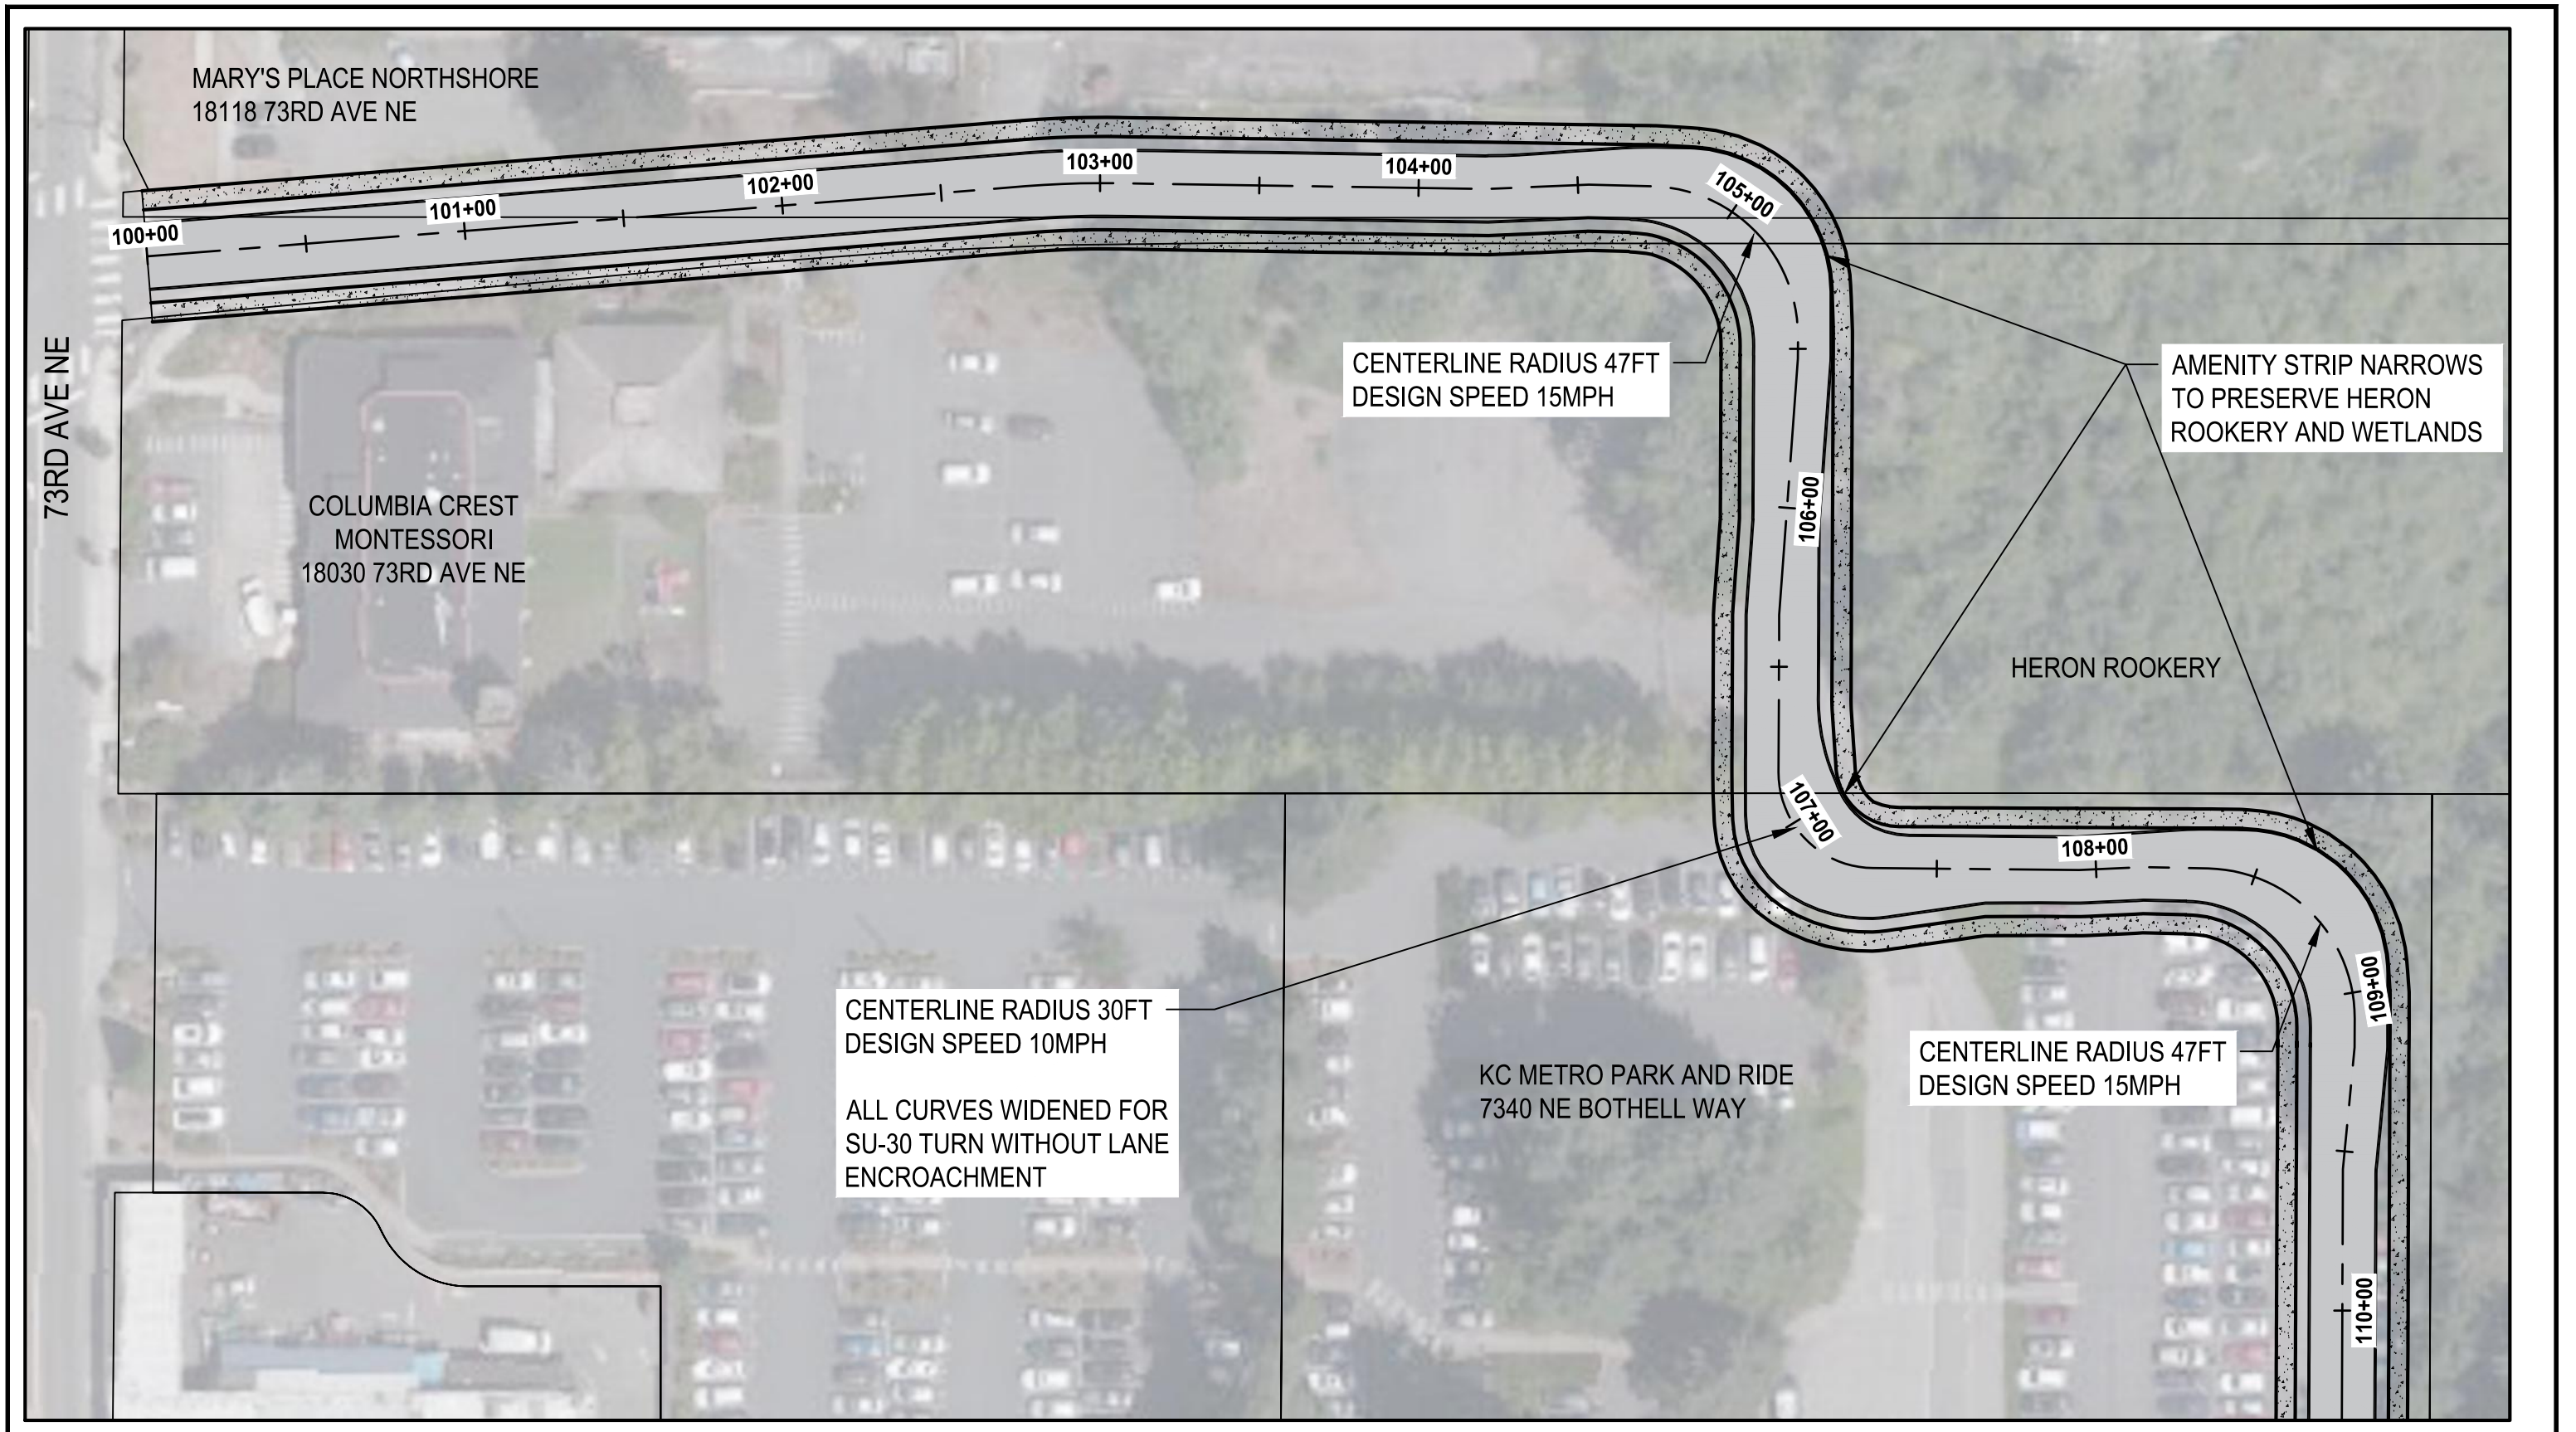 MARY'S PLACE NORTHSHORE
18118 73RD AVE NE
100+00
101+00
102+00
103+00
104+00
105+00
73RD AVE NE
CENTERLINE RADIUS 47FT
DESIGN SPEED 15MPH
AMENITY STRIP NARROWS
TO PRESERVE HERON
ROOKERY AND WETLANDS
COLUMBIA CREST
MONTESSORI
18030 73RD AVE NE
106+00
HERON ROOKERY
107+00
108+00
109+00
CENTERLINE RADIUS 30FT
DESIGN SPEED 10MPH
ALL CURVES WIDENED FOR
SU-30 TURN WITHOUT LANE
ENCROACHMENT
KC METRO PARK AND RIDE
7340 NE BOTHELL WAY
CENTERLINE RADIUS 47FT
DESIGN SPEED 15MPH
110+00